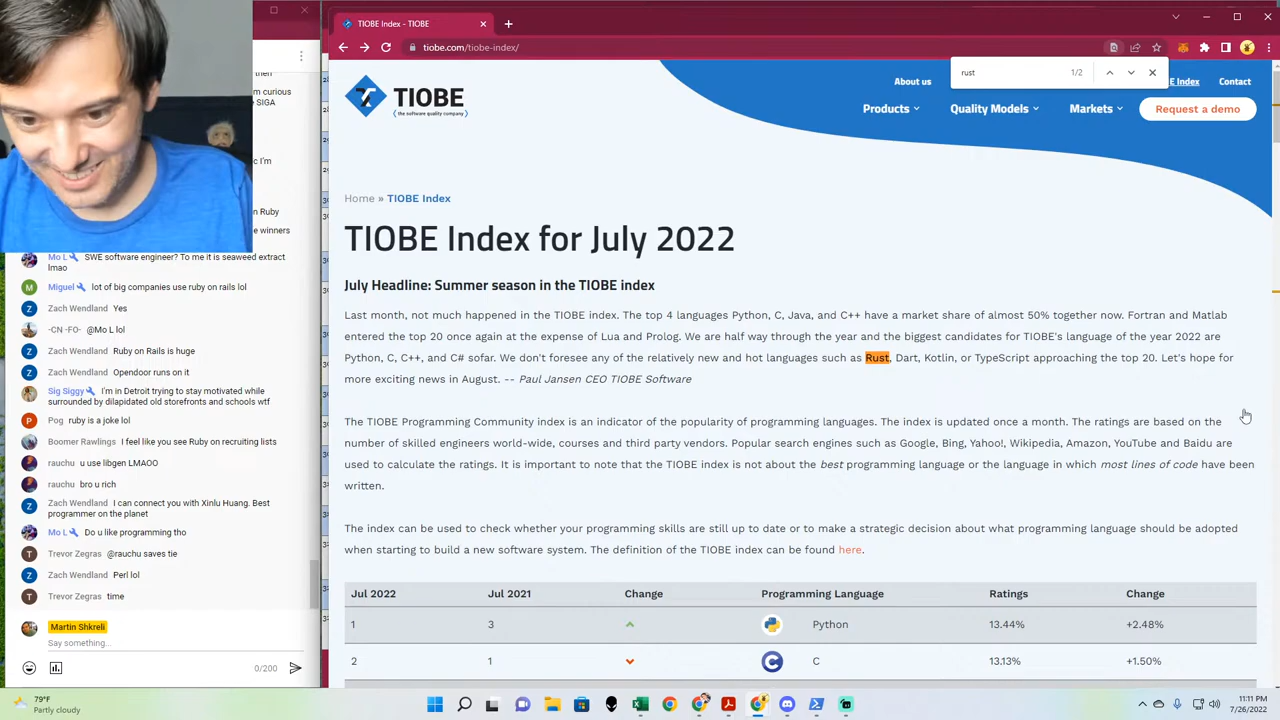 TIOBE Index - TIOBE
tiobe.com/tiobe-index/
rust
1/2
About us
E Index
Contact
TIOBE
(the software quality company)
Products
Quality Models
Markets
Request a demo
Home » TIOBE Index
TIOBE Index for July 2022
July Headline: Summer season in the TIOBE index
Last month, not much happened in the TIOBE index. The top 4 languages Python, C, Java, and C++ have a market share of almost 50% together now. Fortran and Matlab
entered the top 20 once again at the expense of Lua and Prolog. We are half way through the year and the biggest candidates for TIOBE's language of the year 2022 are
Python, C, C++, and C# sofar. We don't foresee any of the relatively new and hot languages such as Rust, Dart, Kotlin, or TypeScript approaching the top 20. Let's hope for
more exciting news in August. -- Paul Jansen CEO TIOBE Software
The TIOBE Programming Community index is an indicator of the popularity of programming languages. The index is updated once a month. The ratings are based on the
number of skilled engineers world-wide, courses and third party vendors. Popular search engines such as Google, Bing, Yahoo!, Wikipedia, Amazon, YouTube and Baidu are
used to calculate the ratings. It is important to note that the TIOBE index is not about the best programming language or the language in which most lines of code have been
written.
The index can be used to check whether your programming skills are still up to date or to make a strategic decision about what programming language should be adopted
when starting to build a new software system. The definition of the TIOBE index can be found here.
Jul 2022 Jul 2021 Change Programming Language Ratings Change
1 3 Python 13.44% +2.48%
2 1 C 13.13% +1.50%
then
m curious
e SIGA
c I'm
n Ruby
e winners
Mo L SWE software engineer? To me it is seaweed extract
lmao
M Miguel lot of big companies use ruby on rails lol
Z Zach Wendland Yes
-CN -FO- @Mo L lol
Z Zach Wendland Ruby on Rails is huge
Z Zach Wendland Opendoor runs on it
Sig Siggy I'm in Detroit trying to stay motivated while
surrounded by dilapidated old storefronts and schools wtf
P Pog ruby is a joke lol
Boomer Rawlings I feel like you see Ruby on recruiting lists
rauchu u use libgen LMAOO
rauchu bro u rich
Z Zach Wendland I can connect you with Xinlu Huang. Best
programmer on the planet
Mo L Do you like programming tho
T Trevor Zegras @rauchu saves tie
Z Zach Wendland Perl lol
T Trevor Zegras time
Martin Shkreli
Say something...
0/200
79°F
Partly cloudy
11:11 PM
7/26/2022